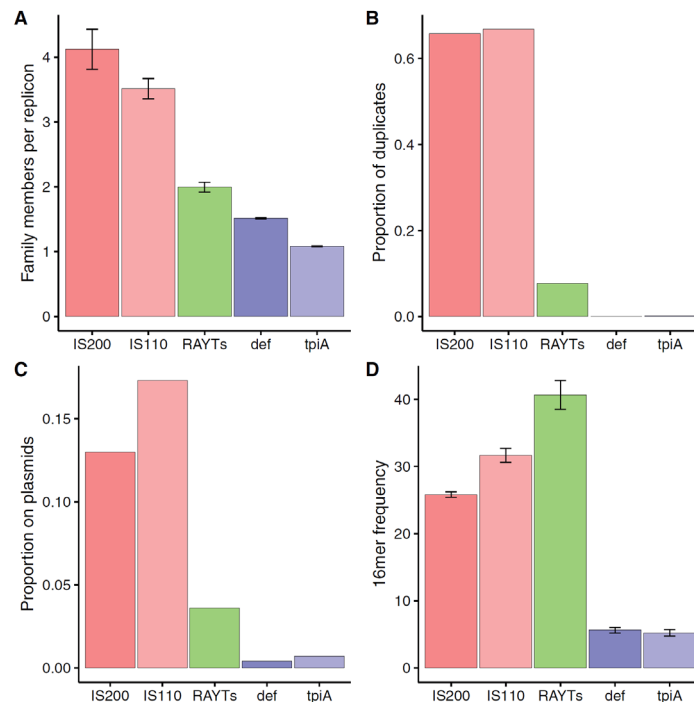 A
Family members per replicon
4
3
2
1
0
IS200 IS110 RAYTs def tpiA
B
Proportion of duplicates
0.6
0.4
0.2
0.0
IS200 IS110 RAYTs def tpiA
C
Proportion on plasmids
0.15
0.10
0.05
0.00
IS200 IS110 RAYTs def tpiA
D
16mer frequency
40
30
20
10
0
IS200 IS110 RAYTs def tpiA